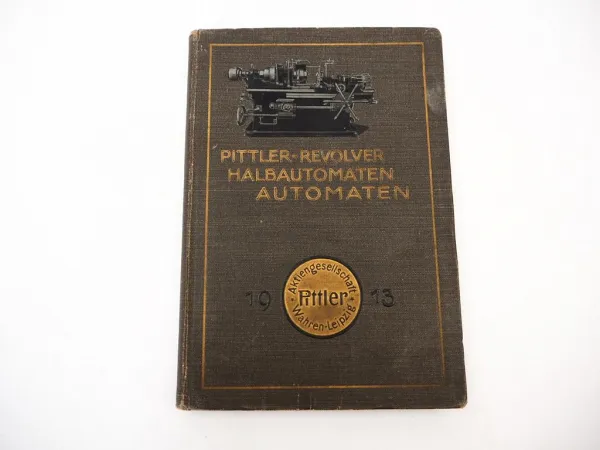 PITTLER-REVOLVER
HALBAUTOMATEN
AUTOMATEN
19 13
Aktiengesellschaft
Pittler
Wahren-Leipzig